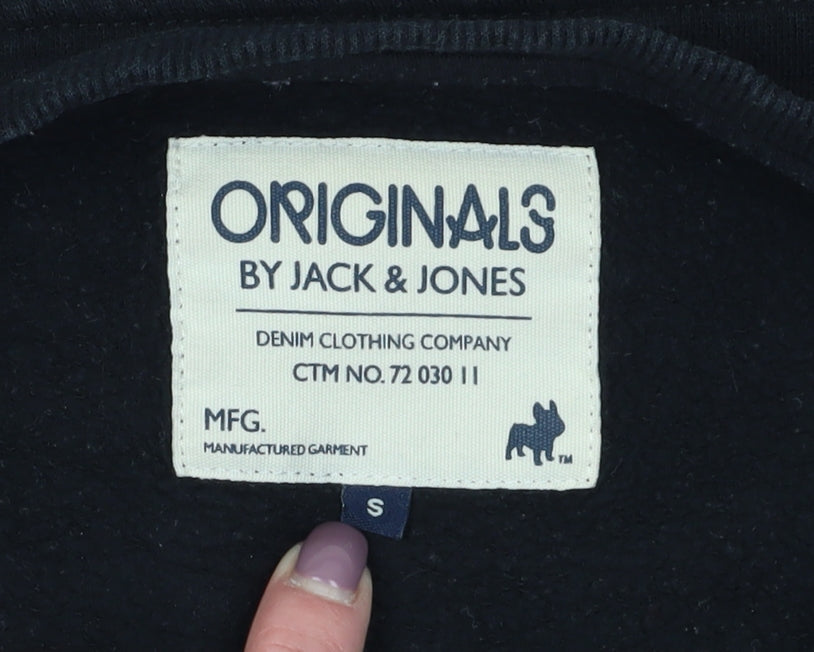 ORIGINALS
BY JACK & JONES
DENIM CLOTHING COMPANY
CTM NO. 72 030 11
MFG.
MANUFACTURED GARMENT
TM
S